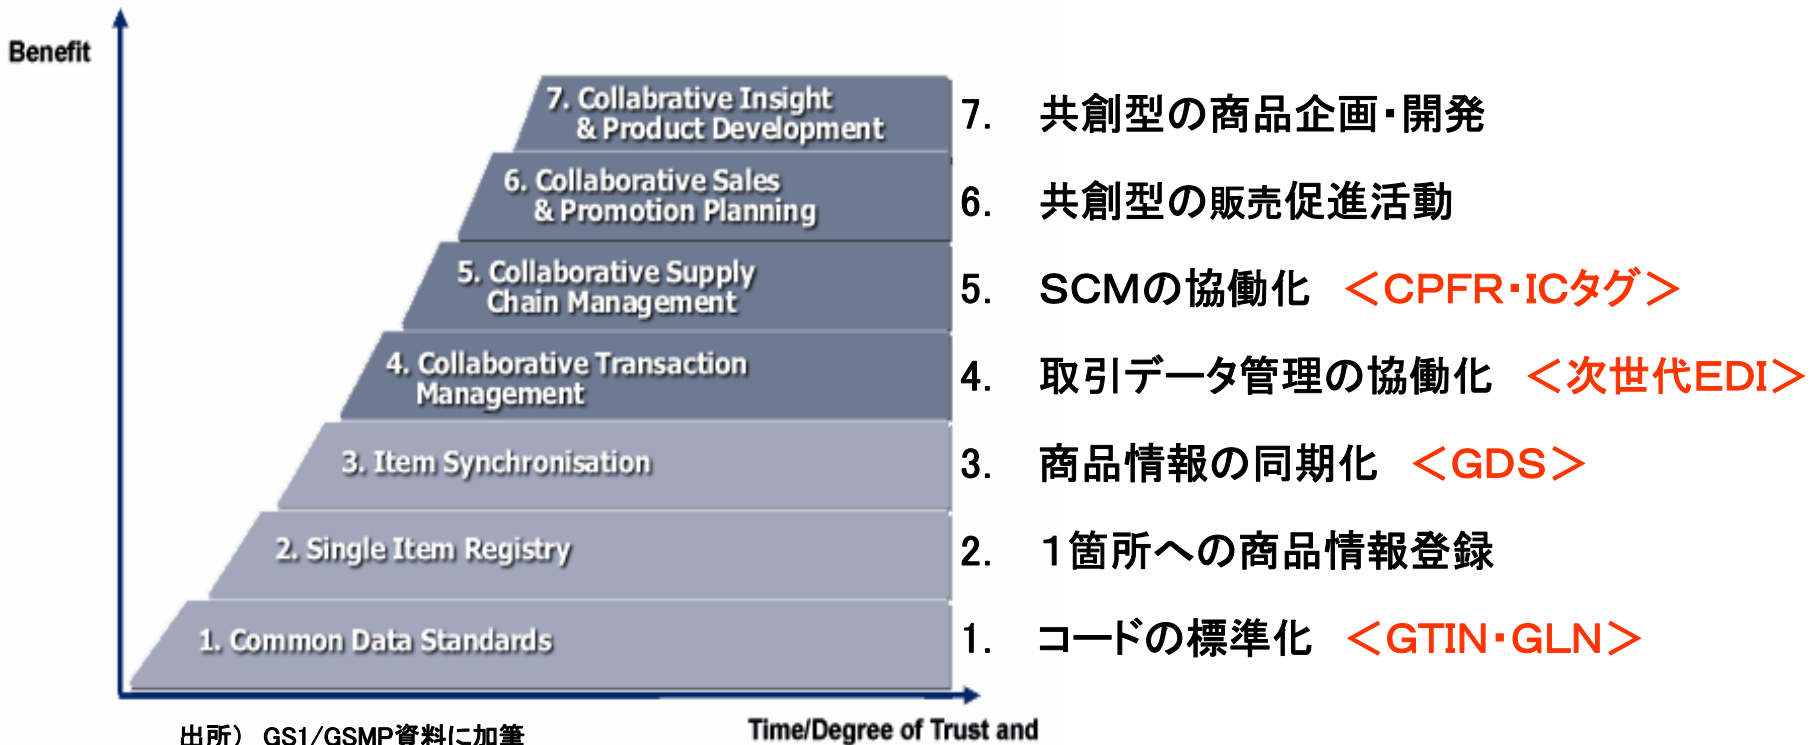 Benefit
7. Collabrative Insight
& Product Development
7. 共創型の商品企画・開発
6. Collaborative Sales
& Promotion Planning
6. 共創型の販売促進活動
5. Collaborative Supply
Chain Management
5. SCMの協働化 <CPFR・ICタグ>
4. Collaborative Transaction
Management
4. 取引データ管理の協働化 <次世代EDI>
3. Item Synchronisation
3. 商品情報の同期化 <GDS>
2. Single Item Registry
2. 1箇所への商品情報登録
1. Common Data Standards
1. コードの標準化 <GTIN・GLN>
出所) GS1/GSMP資料に加筆
Time/Degree of Trust and